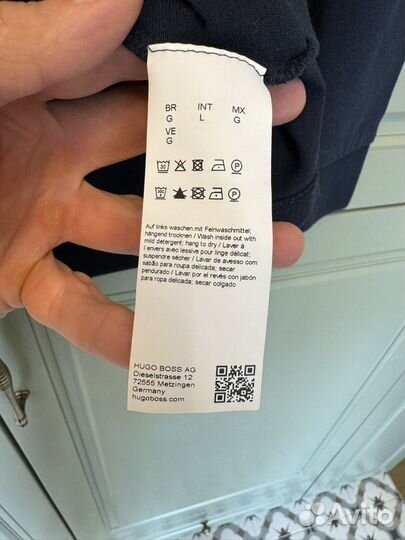 BR INT MX
G L G
VE
G
30 P
30 P
Auf links waschen mit Feinwaschmittel;
hängend trocknen / Wash inside out with
mild detergent; hang to dry / Laver à
l envers avec lessive pour linge délicat;
suspendre sécher / Lavar de avesso com
sabão para roupa delicada; secar
pendurado / Lavar por el revés con jabón
para ropa delicada; secar colgado
HUGO BOSS AG
Dieselstrasse 12
72555 Metzingen
Germany
hugoboss.com
Avito